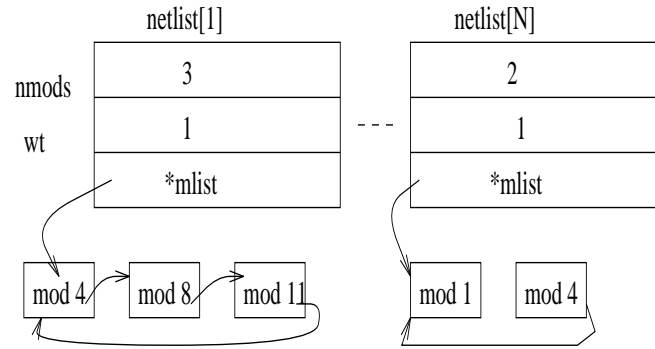 netlist[1] netlist[N]
nmods 3 2
wt 1 1
*mlist *mlist
mod 4 mod 8 mod 11 mod 1 mod 4